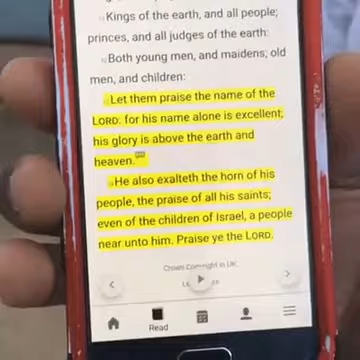 11 Kings of the earth, and all people;
princes, and all judges of the earth:
12 Both young men, and maidens; old
men, and children:
13 Let them praise the name of the
LORD: for his name alone is excellent;
his glory is above the earth and
heaven.
14 He also exalteth the horn of his
people, the praise of all his saints;
even of the children of Israel, a people
near unto him. Praise ye the LORD.
Crown Copyright in UK
Read